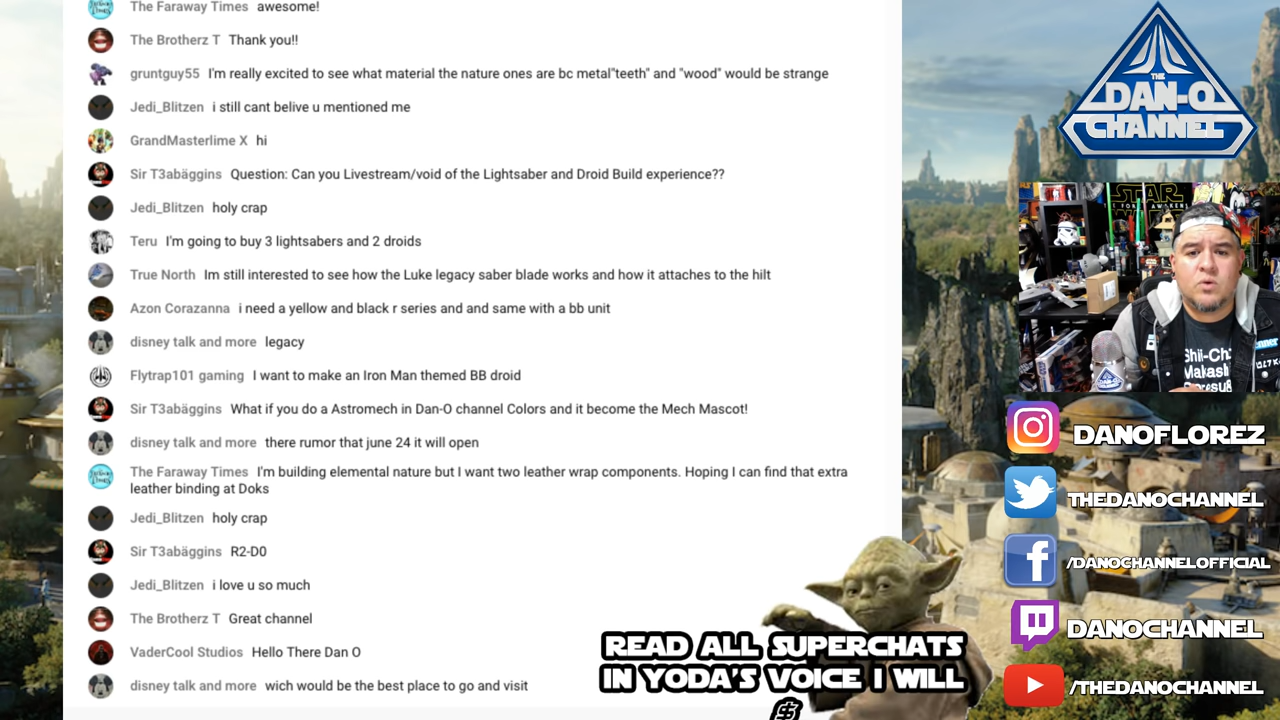 The Faraway Times awesome!
The Brotherz T Thank you!!
gruntguy55 I'm really excited to see what material the nature ones are bc metal"teeth" and "wood" would be strange
Jedi_Blitzen i still cant belive u mentioned me
GrandMasterlime X hi
Sir T3abäggins Question: Can you Livestream/void of the Lightsaber and Droid Build experience??
Jedi_Blitzen holy crap
Teru I'm going to buy 3 lightsabers and 2 droids
True North Im still interested to see how the Luke legacy saber blade works and how it attaches to the hilt
Azon Corazanna i need a yellow and black r series and and same with a bb unit
disney talk and more legacy
Flytrap101 gaming I want to make an Iron Man themed BB droid
Sir T3abäggins What if you do a Astromech in Dan-O channel Colors and it become the Mech Mascot!
disney talk and more there rumor that june 24 it will open
The Faraway Times I'm building elemental nature but I want two leather wrap components. Hoping I can find that extra
leather binding at Doks
Jedi_Blitzen holy crap
Sir T3abäggins R2-D0
Jedi_Blitzen i love u so much
The Brotherz T Great channel
VaderCool Studios Hello There Dan O
disney talk and more wich would be the best place to go and visit
READ ALL SUPERCHATS
IN YODA'S VOICE I WILL
$
THE
DAN-O
CHANNEL
STAR
Shii-Cho
Makashi
DANOFLOREZ
THEDANOCHANNEL
/DANOCHANNELOFFICIAL
DANOCHANNEL
/THEDANOCHANNEL